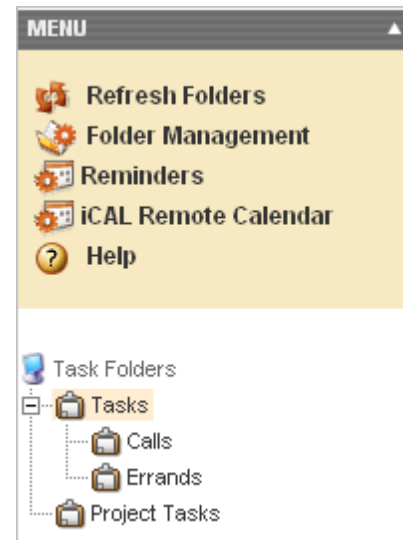 MENU
Refresh Folders
Folder Management
Reminders
iCAL Remote Calendar
Help
Task Folders
Tasks
Calls
Errands
Project Tasks